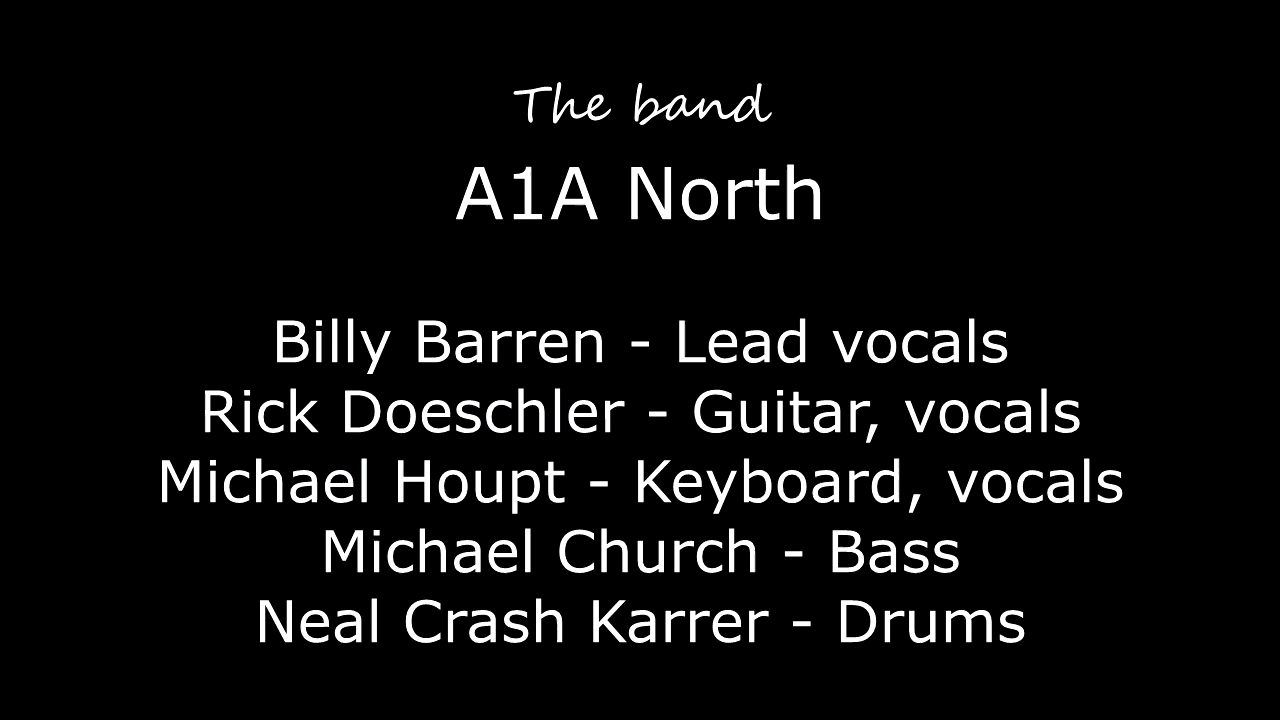 The band
A1A North
Billy Barren - Lead vocals
Rick Doeschler - Guitar, vocals
Michael Houpt - Keyboard, vocals
Michael Church - Bass
Neal Crash Karrer - Drums